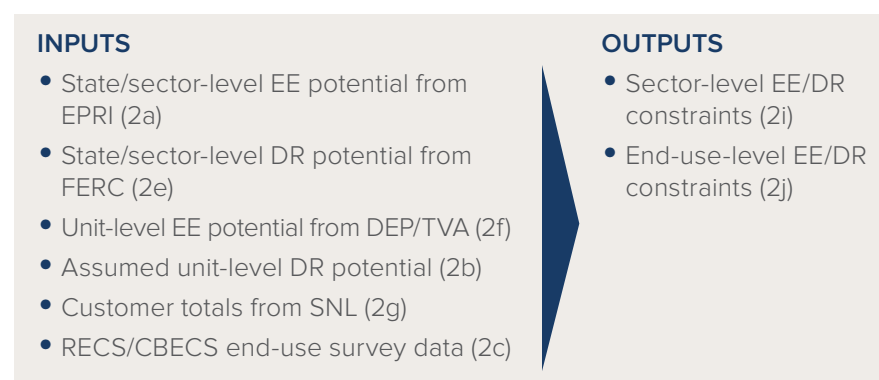 INPUTS
• State/sector-level EE potential from
EPRI (2a)
• State/sector-level DR potential from
FERC (2e)
• Unit-level EE potential from DEP/TVA (2f)
• Assumed unit-level DR potential (2b)
• Customer totals from SNL (2g)
• RECS/CBECS end-use survey data (2c)
OUTPUTS
• Sector-level EE/DR
constraints (2i)
• End-use-level EE/DR
constraints (2j)